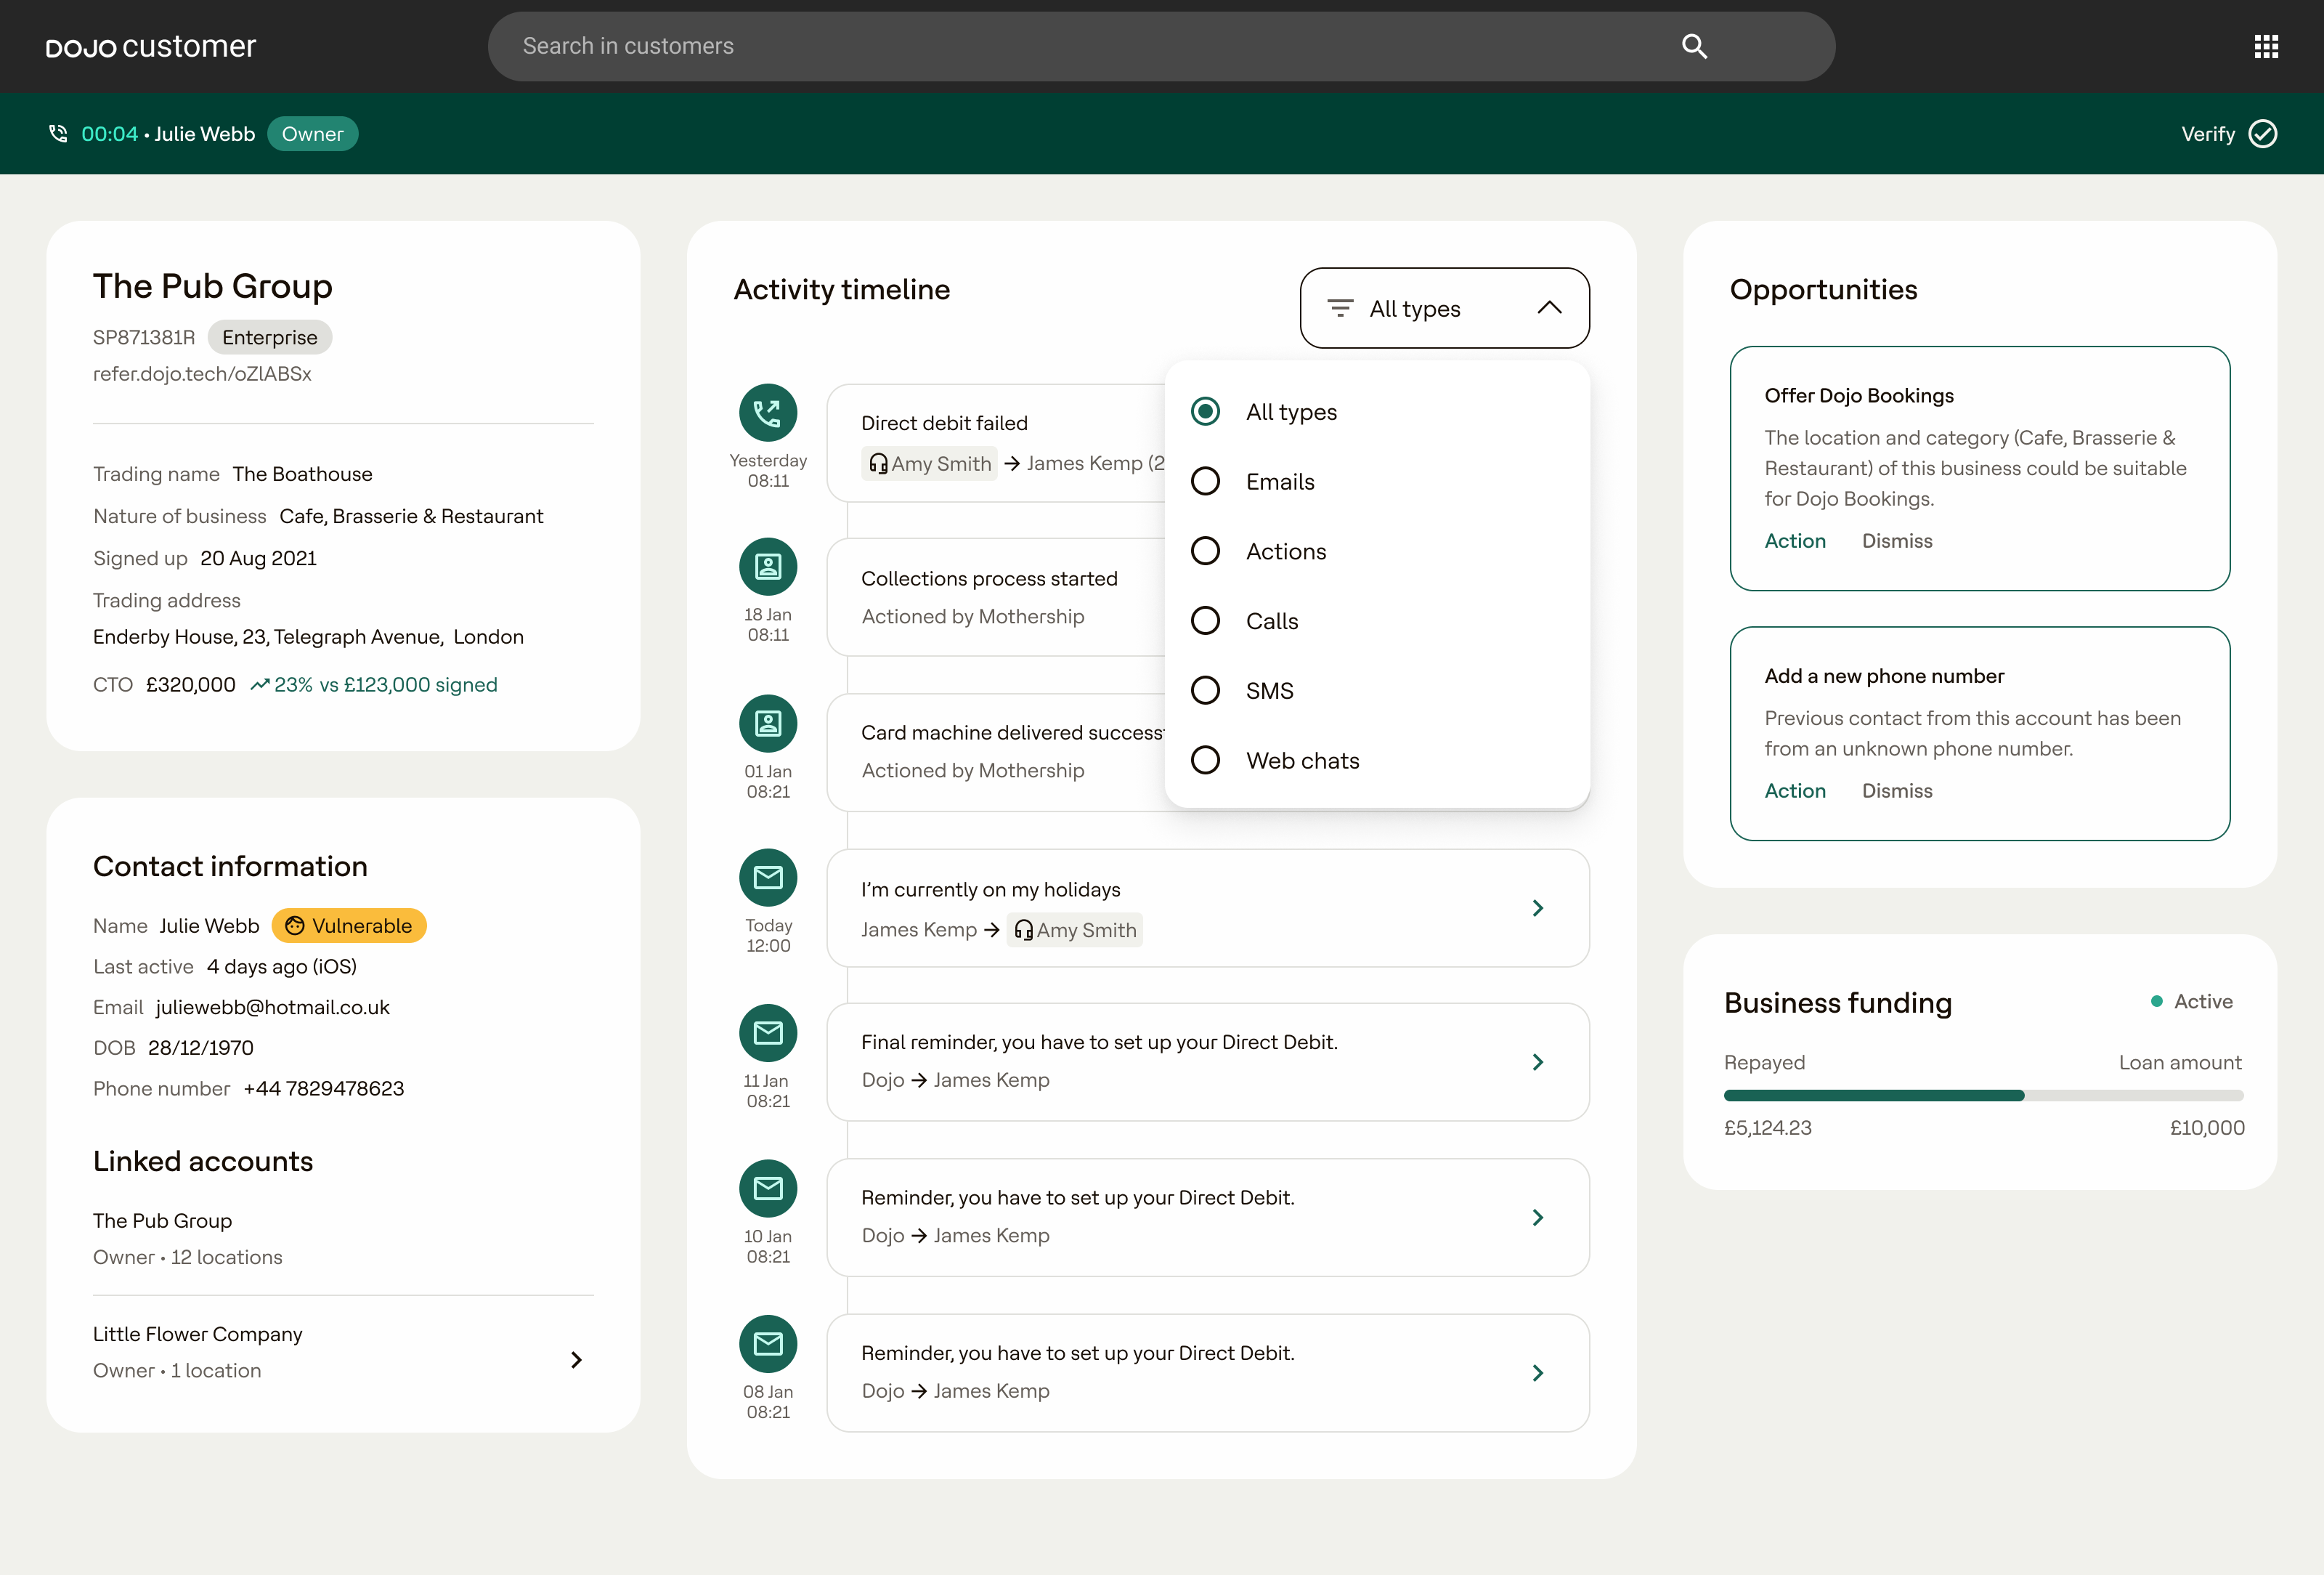 DOJO customer
Search in customers
00:04 • Julie Webb Owner
Verify
The Pub Group
SP871381R Enterprise
refer.dojo.tech/oZlABSx
Trading name The Boathouse
Nature of business Cafe, Brasserie & Restaurant
Signed up 20 Aug 2021
Trading address
Enderby House, 23, Telegraph Avenue, London
CTO £320,000 23% vs £123,000 signed
Contact information
Name Julie Webb Vulnerable
Last active 4 days ago (iOS)
Email juliewebb@hotmail.co.uk
DOB 28/12/1970
Phone number +44 7829478623
Linked accounts
The Pub Group
Owner • 12 locations
Little Flower Company
Owner • 1 location
Activity timeline
All types
All types
Emails
Actions
Calls
SMS
Web chats
Yesterday
08:11
Direct debit failed
Amy Smith → James Kemp (2
18 Jan
08:11
Collections process started
Actioned by Mothership
01 Jan
08:21
Card machine delivered success
Actioned by Mothership
Today
12:00
I'm currently on my holidays
James Kemp → Amy Smith
11 Jan
08:21
Final reminder, you have to set up your Direct Debit.
Dojo → James Kemp
10 Jan
08:21
Reminder, you have to set up your Direct Debit.
Dojo → James Kemp
08 Jan
08:21
Reminder, you have to set up your Direct Debit.
Dojo → James Kemp
Opportunities
Offer Dojo Bookings
The location and category (Cafe, Brasserie &
Restaurant) of this business could be suitable
for Dojo Bookings.
Action Dismiss
Add a new phone number
Previous contact from this account has been
from an unknown phone number.
Action Dismiss
Business funding
Active
Repayed Loan amount
£5,124.23 £10,000